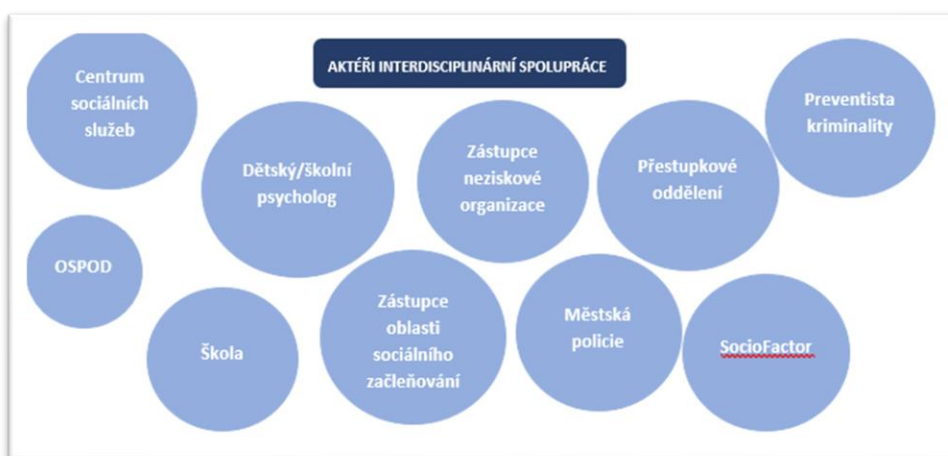 AKTÉŘI INTERDISCIPLINÁRNÍ SPOLUPRÁCE
Centrum
sociálních
služeb
Dětský/školní
psycholog
Zástupce
neziskové
organizace
Přestupkové
oddělení
Preventista
kriminality
OSPOD
Škola
Zástupce
oblasti
sociálního
začleňování
Městská
policie
SocioFactor